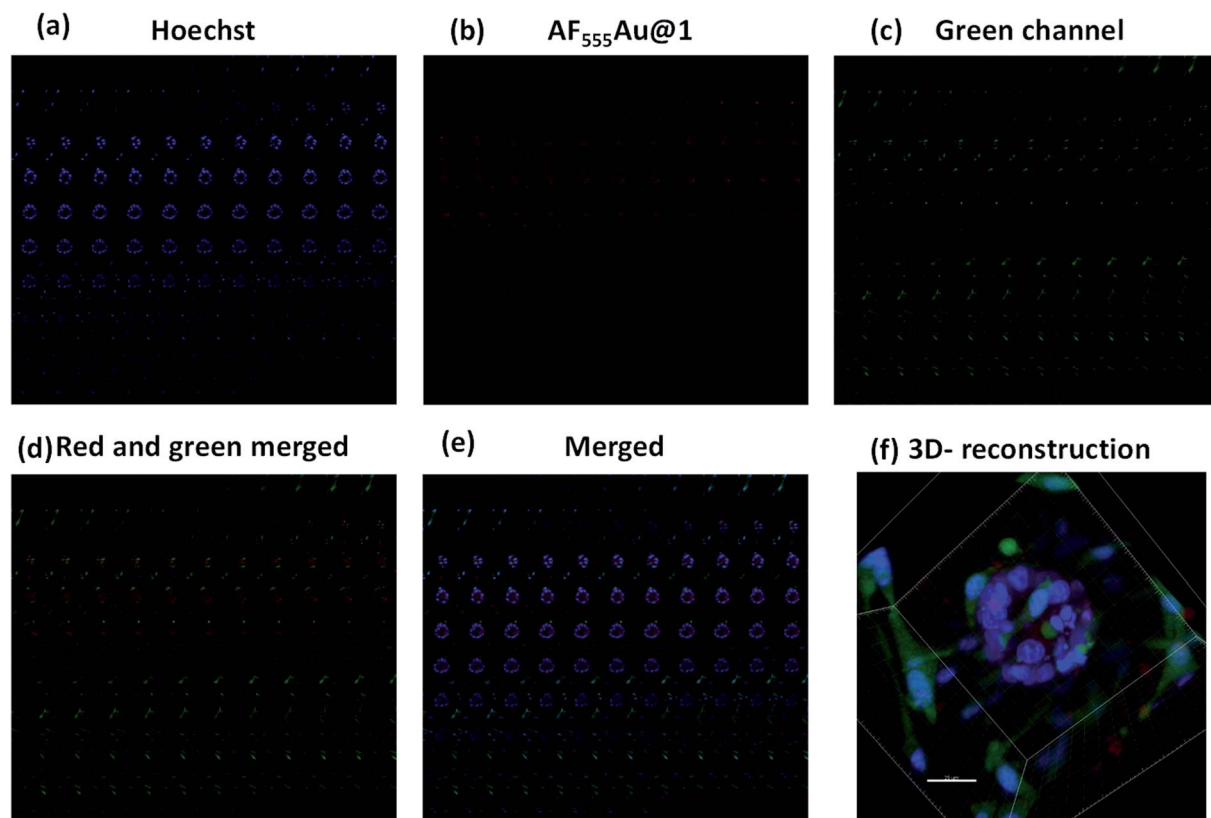 (a) Hoechst
(b) AF₅₅₅Au@1
(c) Green channel
(d) Red and green merged
(e) Merged
(f) 3D- reconstruction